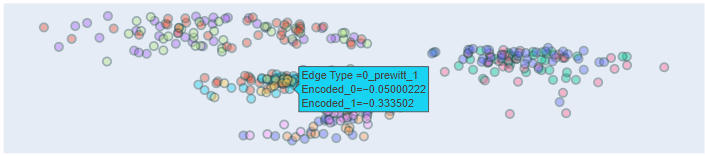 Edge Type =0_prewitt_1
Encoded_0=−0.05000222
Encoded_1=−0.333502